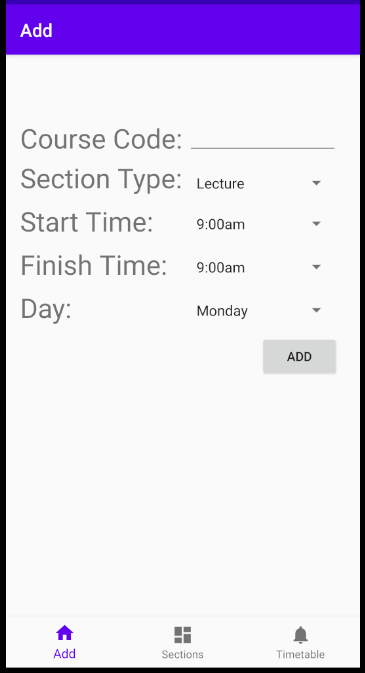 Add
Course Code:
Section Type: Lecture
Start Time: 9:00am
Finish Time: 9:00am
Day: Monday
ADD
Add Sections Timetable